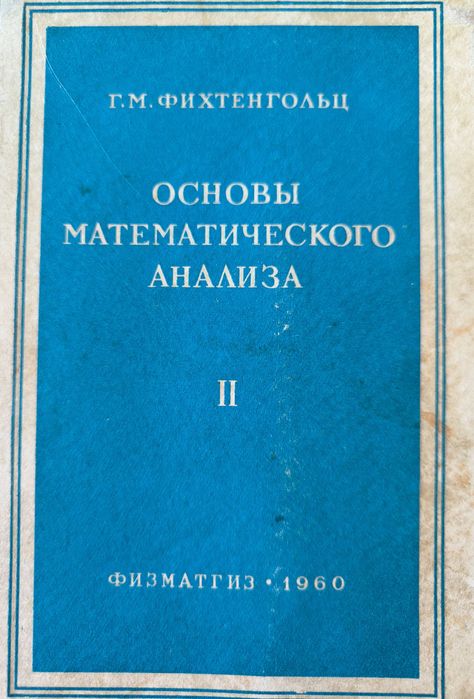 Г. М. ФИХТЕНГОЛЬЦ
ОСНОВЫ
МАТЕМАТИЧЕСКОГО
АНАЛИЗА
II
ФИЗМАТГИЗ • 1960